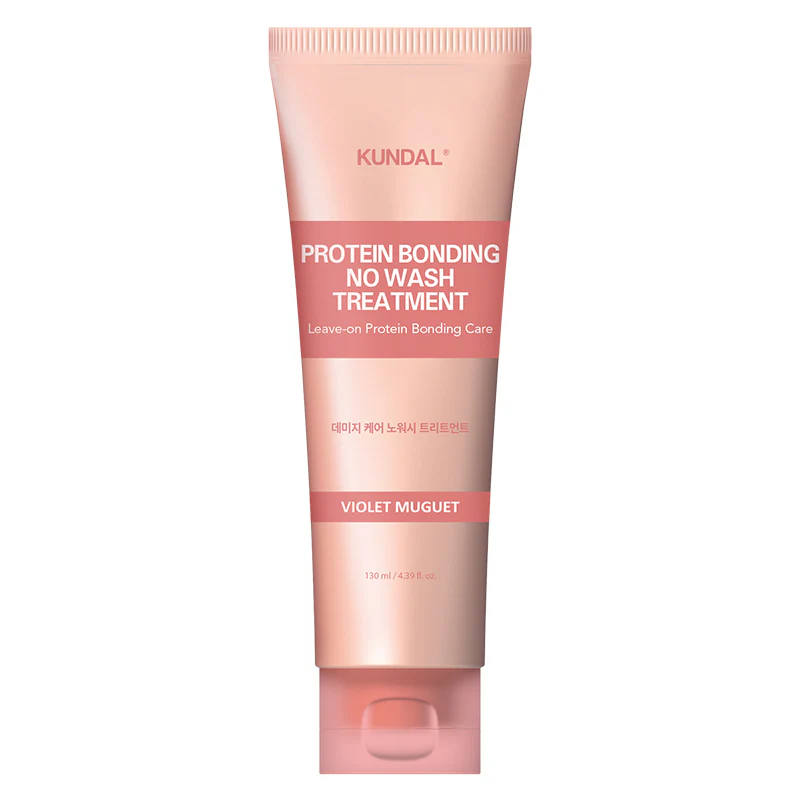 KUNDAL®
PROTEIN BONDING
NO WASH
TREATMENT
Leave-on Protein Bonding Care
데미지 케어 노워시 트리트먼트
VIOLET MUGUET
130 ml / 4.39 fl. oz.